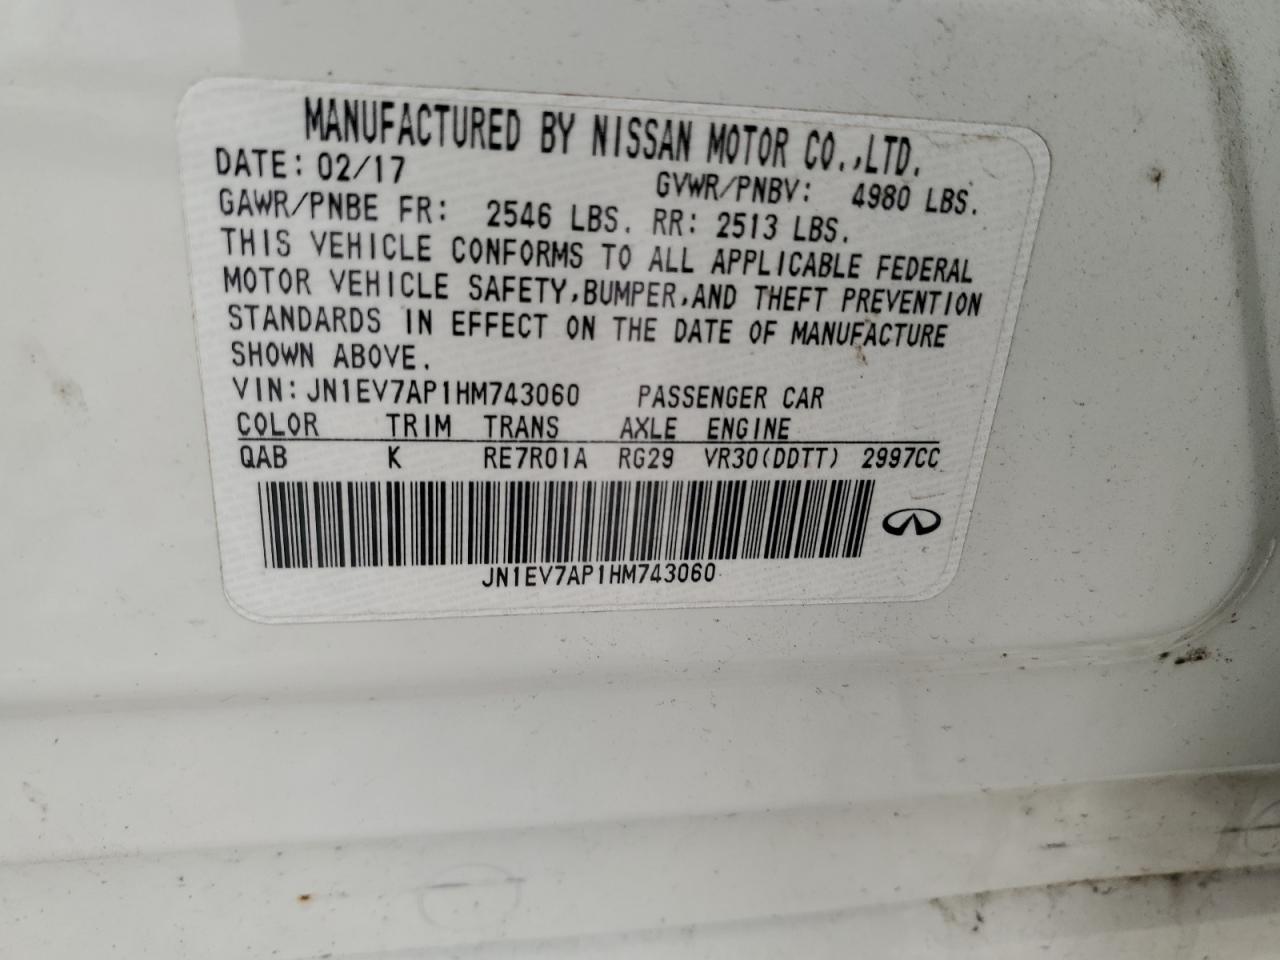 MANUFACTURED BY NISSAN MOTOR CO.,LTD.
DATE: 02/17 GVWR/PNBV: 4980 LBS.
GAWR/PNBE FR: 2546 LBS. RR: 2513 LBS.
THIS VEHICLE CONFORMS TO ALL APPLICABLE FEDERAL
MOTOR VEHICLE SAFETY,BUMPER,AND THEFT PREVENTION
STANDARDS IN EFFECT ON THE DATE OF MANUFACTURE
SHOWN ABOVE.
VIN: JN1EV7AP1HM743060 PASSENGER CAR
COLOR TRIM TRANS AXLE ENGINE
QAB K RE7R01A RG29 VR30(DDTT) 2997CC
JN1EV7AP1HM743060